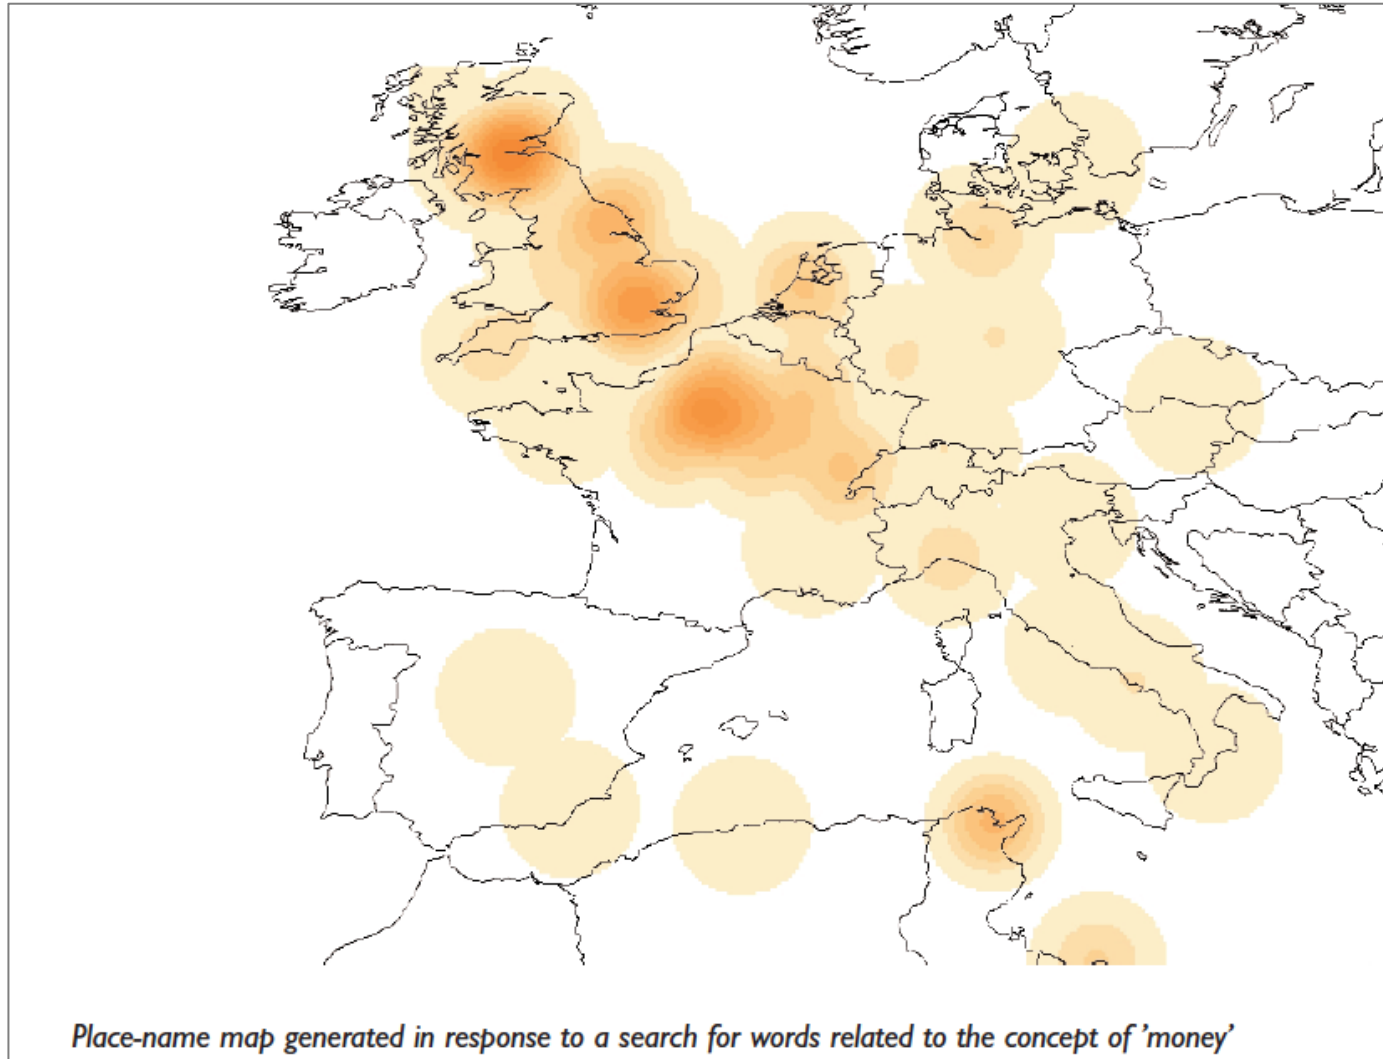 Place-name map generated in response to a search for words related to the concept of 'money'